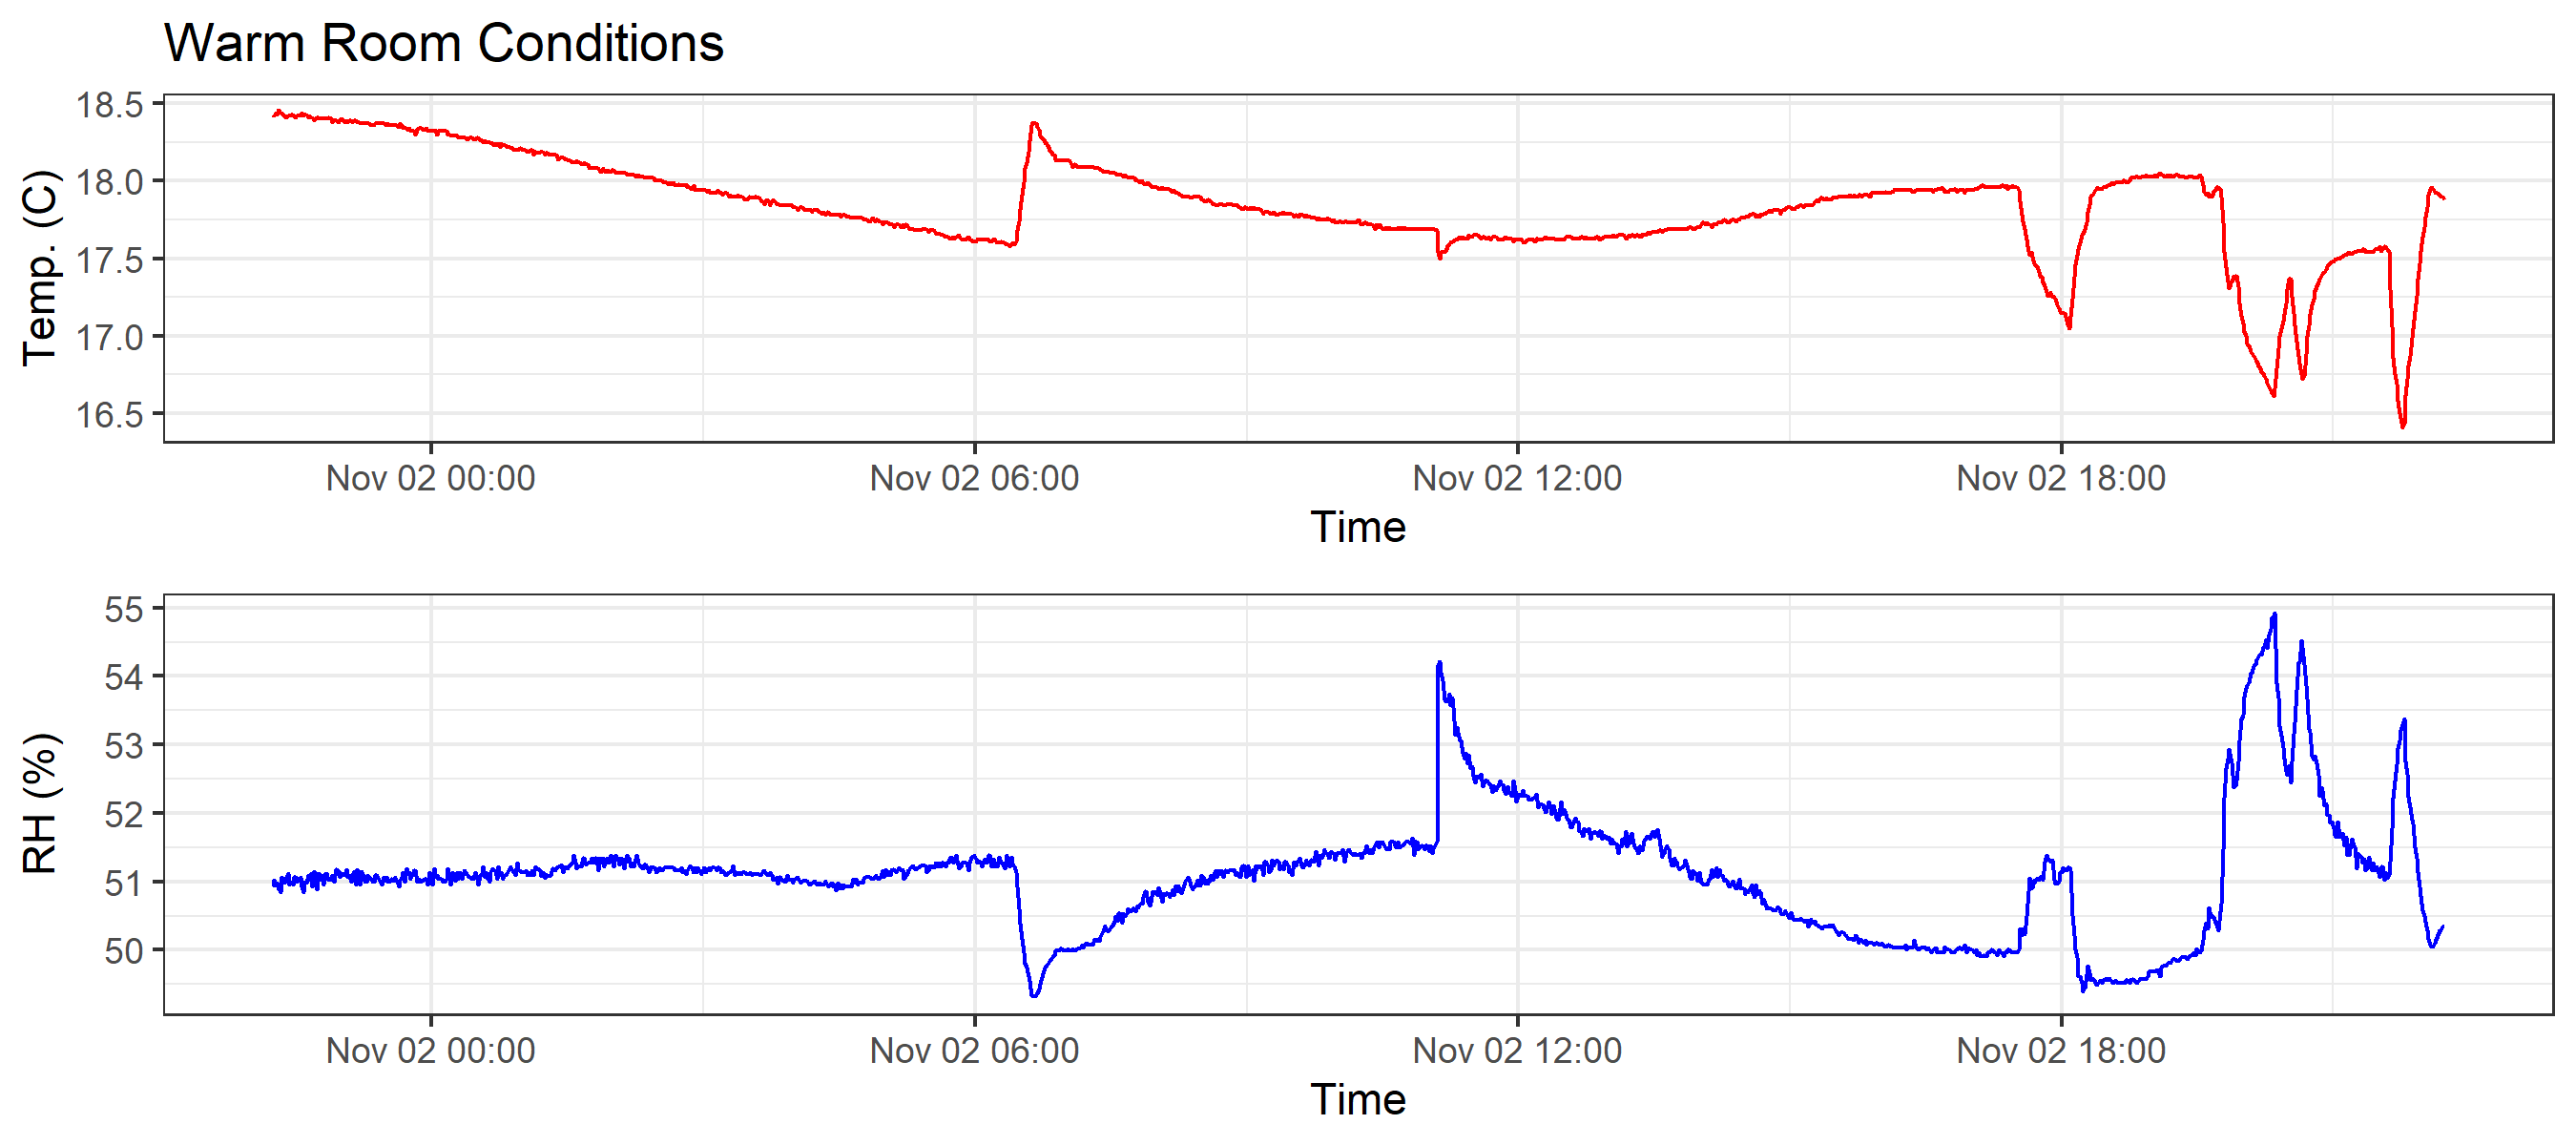 Warm Room Conditions
18.5
18.0
17.5
17.0
16.5
Temp. (C)
Nov 02 00:00 Nov 02 06:00 Nov 02 12:00 Nov 02 18:00
Time
55
54
53
52
51
50
RH (%)
Nov 02 00:00 Nov 02 06:00 Nov 02 12:00 Nov 02 18:00
Time